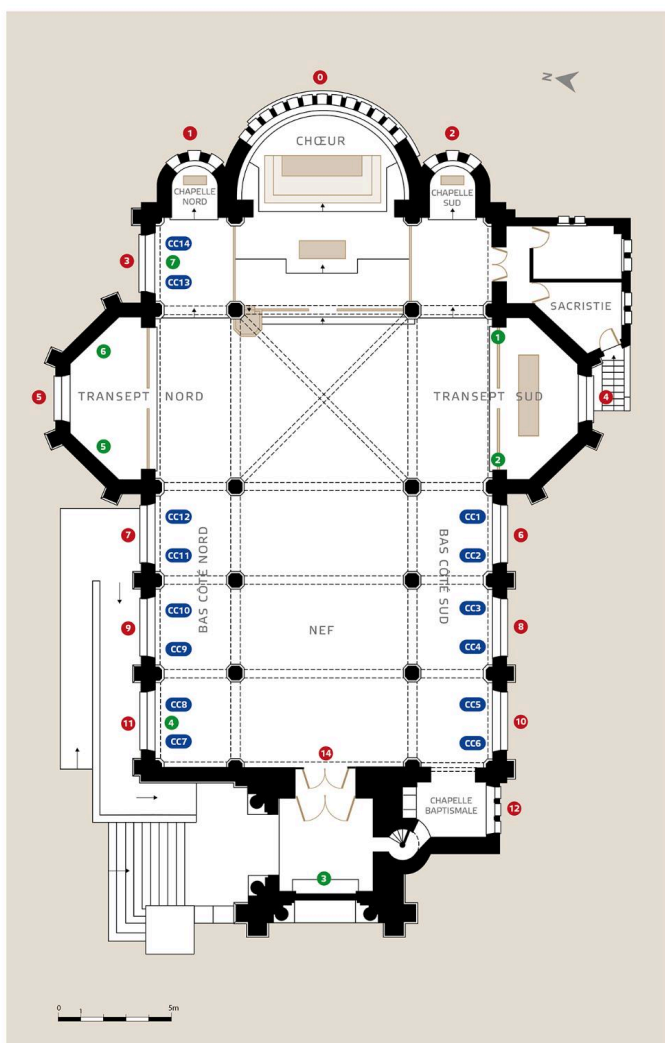 0
N
1
2
CHŒUR
CHAPELLE
NORD
CHAPELLE
SUD
CC14
3
7
CC13
SACRISTIE
6
1
5
TRANSEPT NORD
TRANSEPT SUD
4
5
2
CC12
CC1
7
6
CC11
CC2
BAS CÔTÉ NORD
BAS CÔTÉ SUD
CC10
CC3
9
NEF
8
CC9
CC4
CC8
CC5
11
4
10
CC7
CC6
14
CHAPELLE
BAPTISMALE
12
3
0
5m